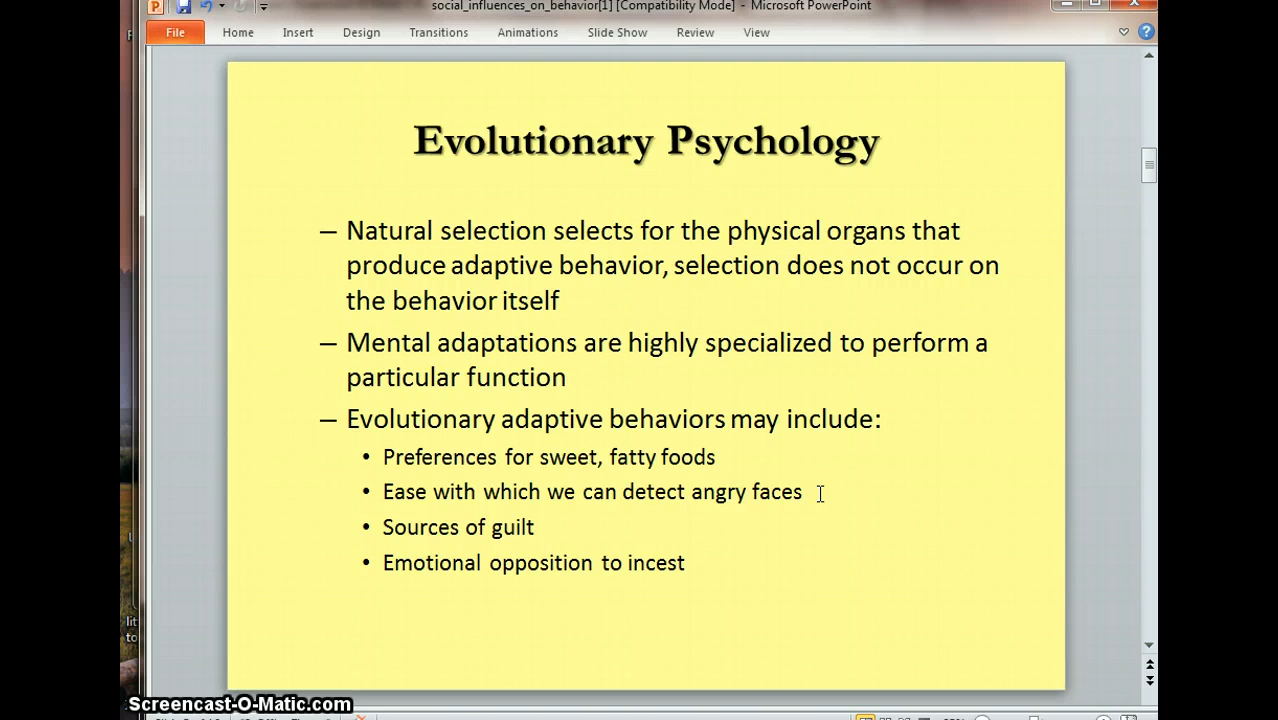 social_influences_on_behavior[1] [Compatibility Mode] - Microsoft PowerPoint
File Home Insert Design Transitions Animations Slide Show Review View
Evolutionary Psychology
– Natural selection selects for the physical organs that
produce adaptive behavior, selection does not occur on
the behavior itself
– Mental adaptations are highly specialized to perform a
particular function
– Evolutionary adaptive behaviors may include:
• Preferences for sweet, fatty foods
• Ease with which we can detect angry faces
• Sources of guilt
• Emotional opposition to incest
lit
to
Screencast-O-Matic.com